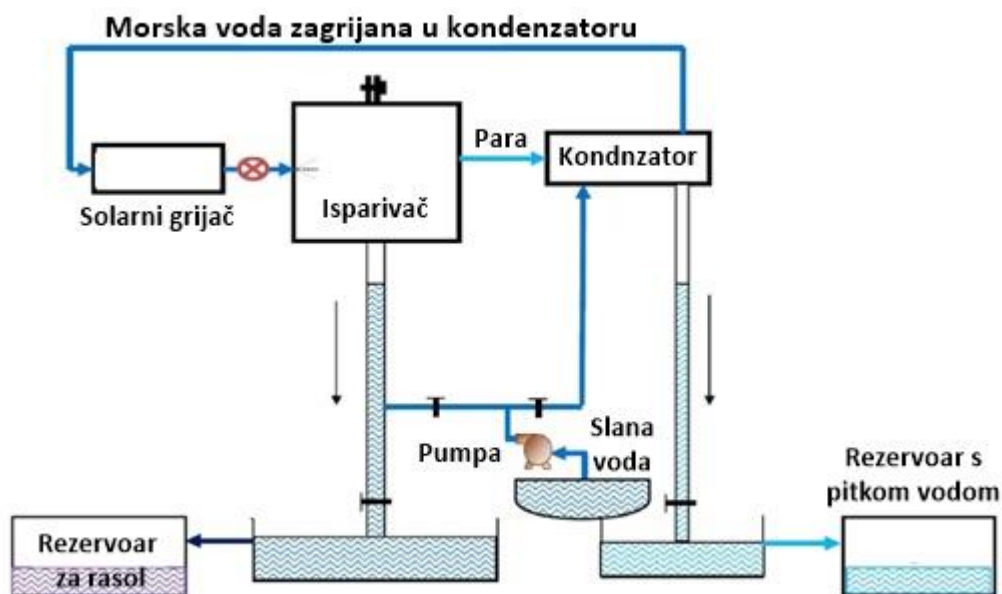 Morska voda zagrijana u kondenzatoru
Para
Kondnzator
Solarni grijač
Isparivač
Pumpa
Slana
voda
Rezervoar s
pitkom vodom
Rezervoar
za rasol